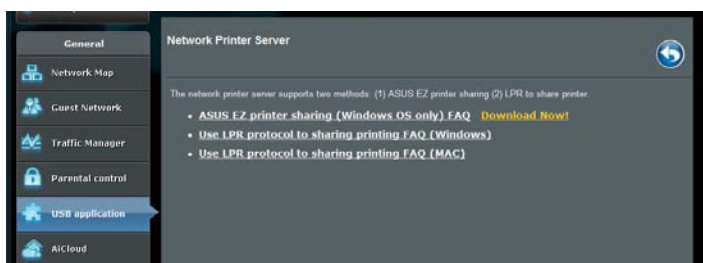 General
Network Map
Guest Network
Traffic Manager
Parental control
USB application
AiCloud
Network Printer Server
The network printer server supports two methods: (1) ASUS EZ printer sharing (2) LPR to share printer
ASUS EZ printer sharing (Windows OS only) FAQ Download Now!
Use LPR protocol to sharing printing FAQ (Windows)
Use LPR protocol to sharing printing FAQ (MAC)